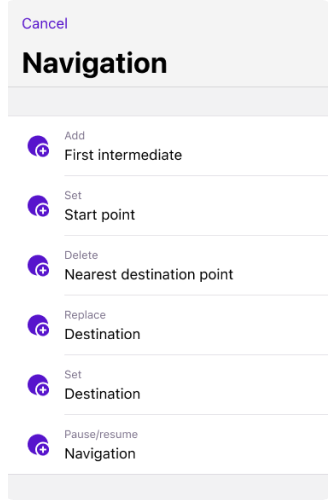 Cancel
Navigation
Add
First intermediate
Set
Start point
Delete
Nearest destination point
Replace
Destination
Set
Destination
Pause/resume
Navigation